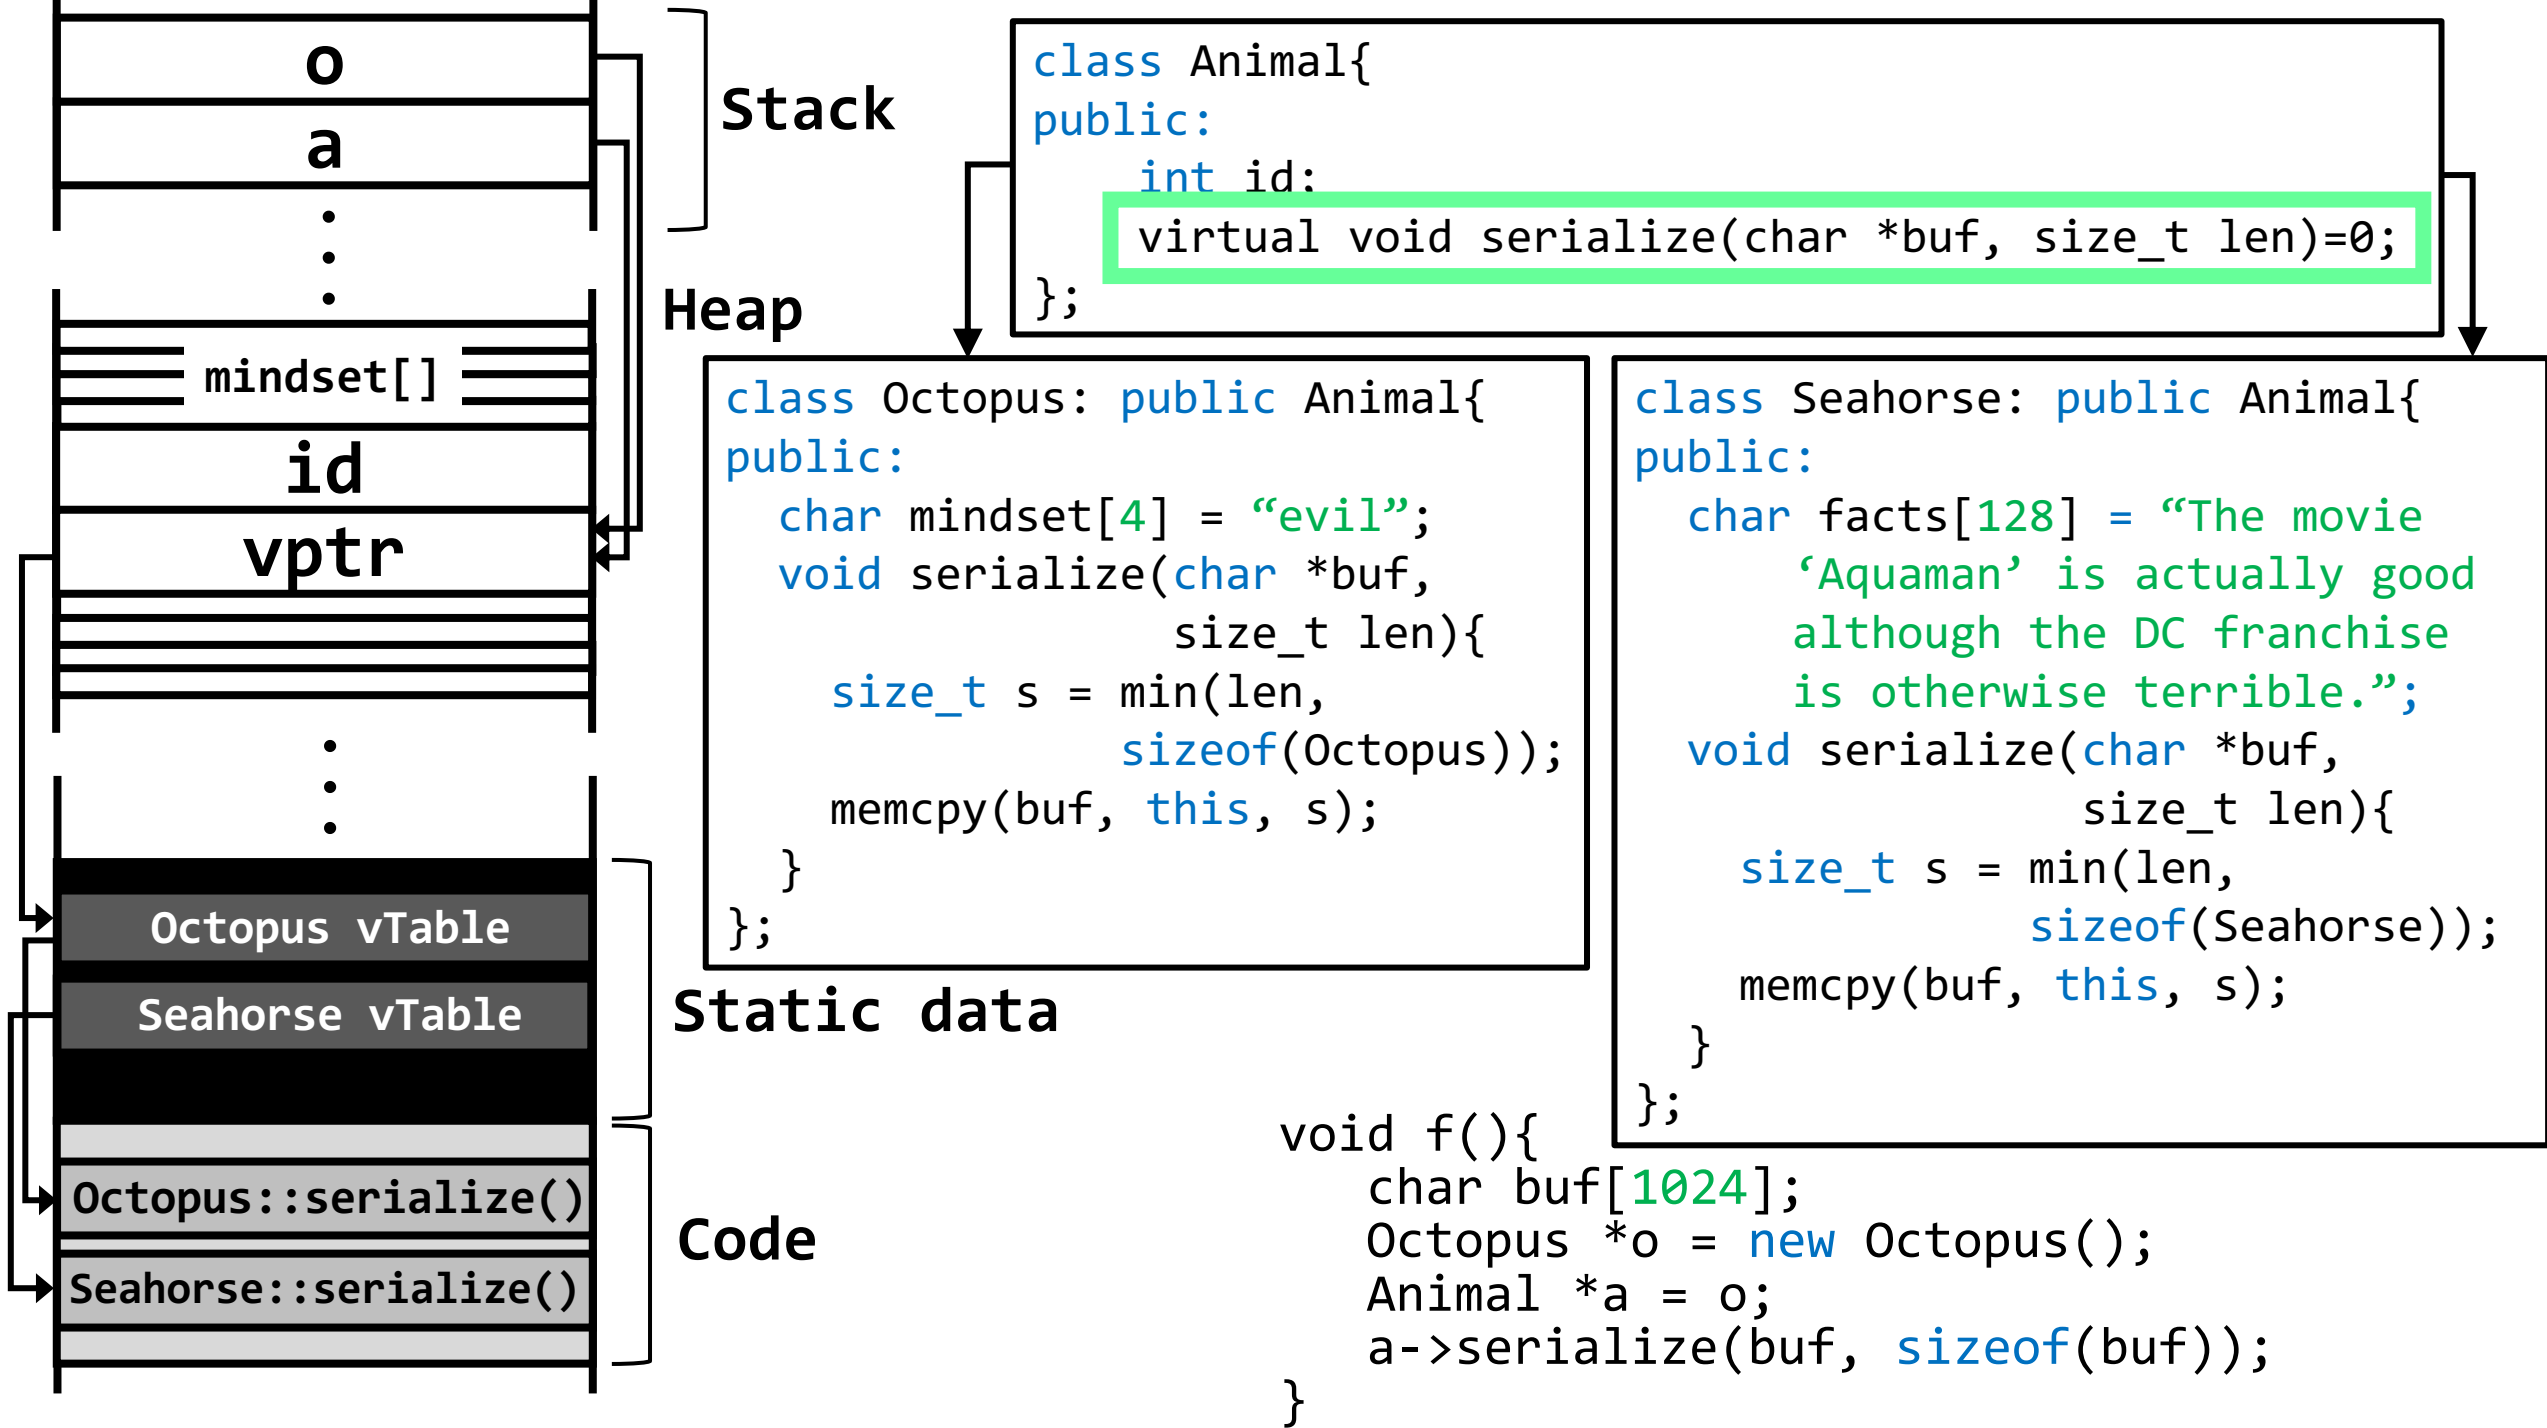 o
a
Stack
Heap
mindset[]
id
vptr
Octopus vTable
Seahorse vTable
Static data
Octopus::serialize()
Seahorse::serialize()
Code
class Animal{
public:
int id;
virtual void serialize(char *buf, size_t len)=0;
};
class Octopus: public Animal{
public:
char mindset[4] = “evil”;
void serialize(char *buf,
size_t len){
size_t s = min(len,
sizeof(Octopus));
memcpy(buf, this, s);
}
};
class Seahorse: public Animal{
public:
char facts[128] = “The movie
‘Aquaman’ is actually good
although the DC franchise
is otherwise terrible.”;
void serialize(char *buf,
size_t len){
size_t s = min(len,
sizeof(Seahorse));
memcpy(buf, this, s);
}
};
void f(){
char buf[1024];
Octopus *o = new Octopus();
Animal *a = o;
a->serialize(buf, sizeof(buf));
}